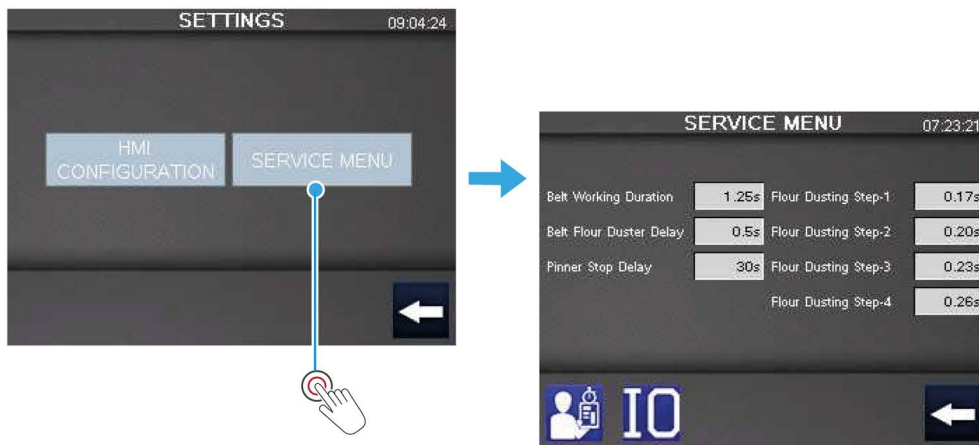 SETTINGS 09:04:24
HMI
CONFIGURATION
SERVICE MENU
SERVICE MENU 07:23:21
Belt Working Duration 1.25s Flour Dusting Step-1 0.17s
Belt Flour Duster Delay 0.5s Flour Dusting Step-2 0.20s
Pinner Stop Delay 30s Flour Dusting Step-3 0.23s
Flour Dusting Step-4 0.26s
IO